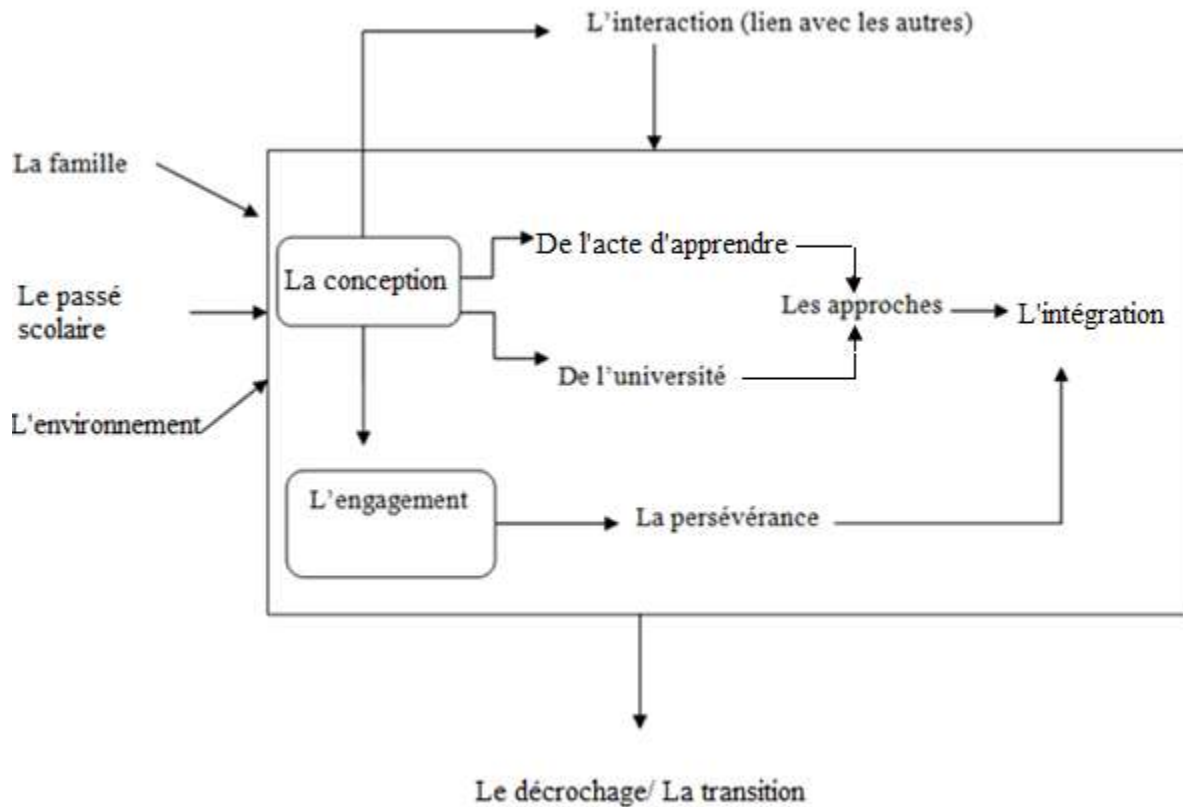 L’interaction (lien avec les autres)
La famille
De l'acte d'apprendre
La conception
Les approches
L'intégration
Le passé
scolaire
De l’université
L'environnement
L’engagement
La persévérance
Le décrochage/ La transition